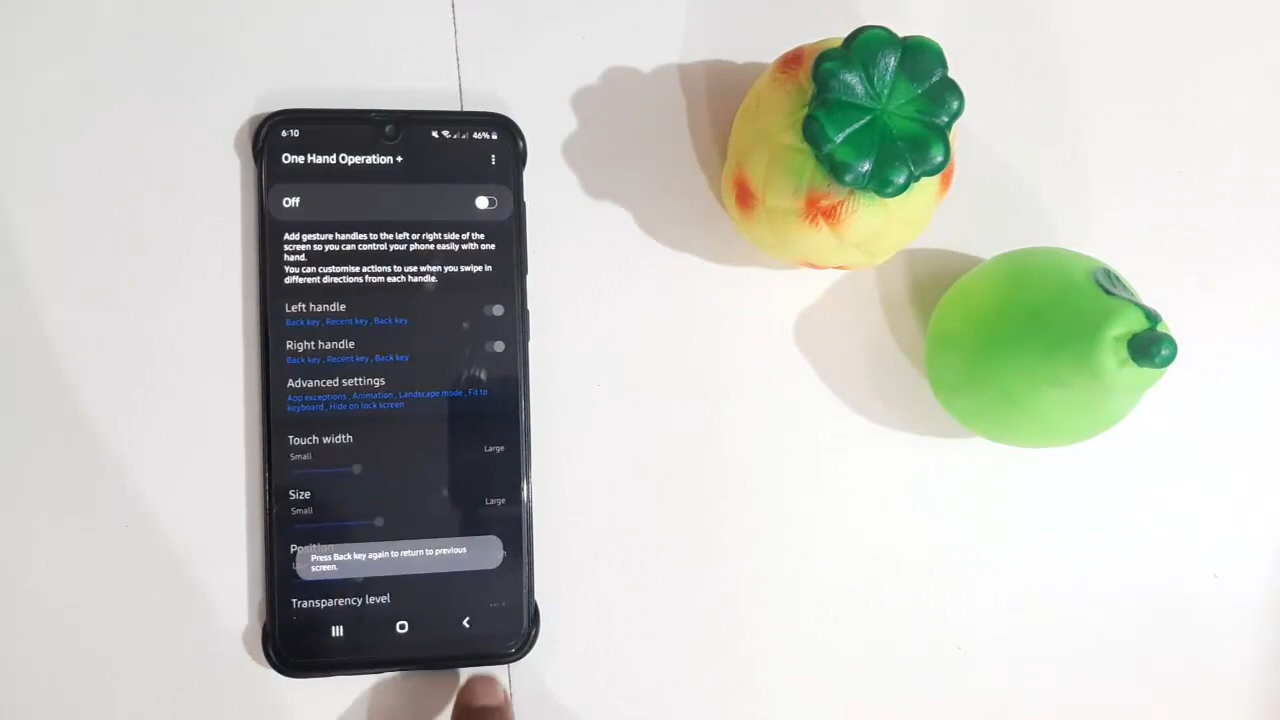 6:10 46%
One Hand Operation +
Off
Add gesture handles to the left or right side of the
screen so you can control your phone easily with one
hand.
You can customise actions to use when you swipe in
different directions from each handle.
Left handle
Back key , Recent key , Back key
Right handle
Back key , Recent key , Back key
Advanced settings
App exceptions , Animation , Landscape mode , Fit to
keyboard , Hide on lock screen
Touch width
Small Large
Size
Small Large
Position
Press Back key again to return to previous
screen.
Transparency level